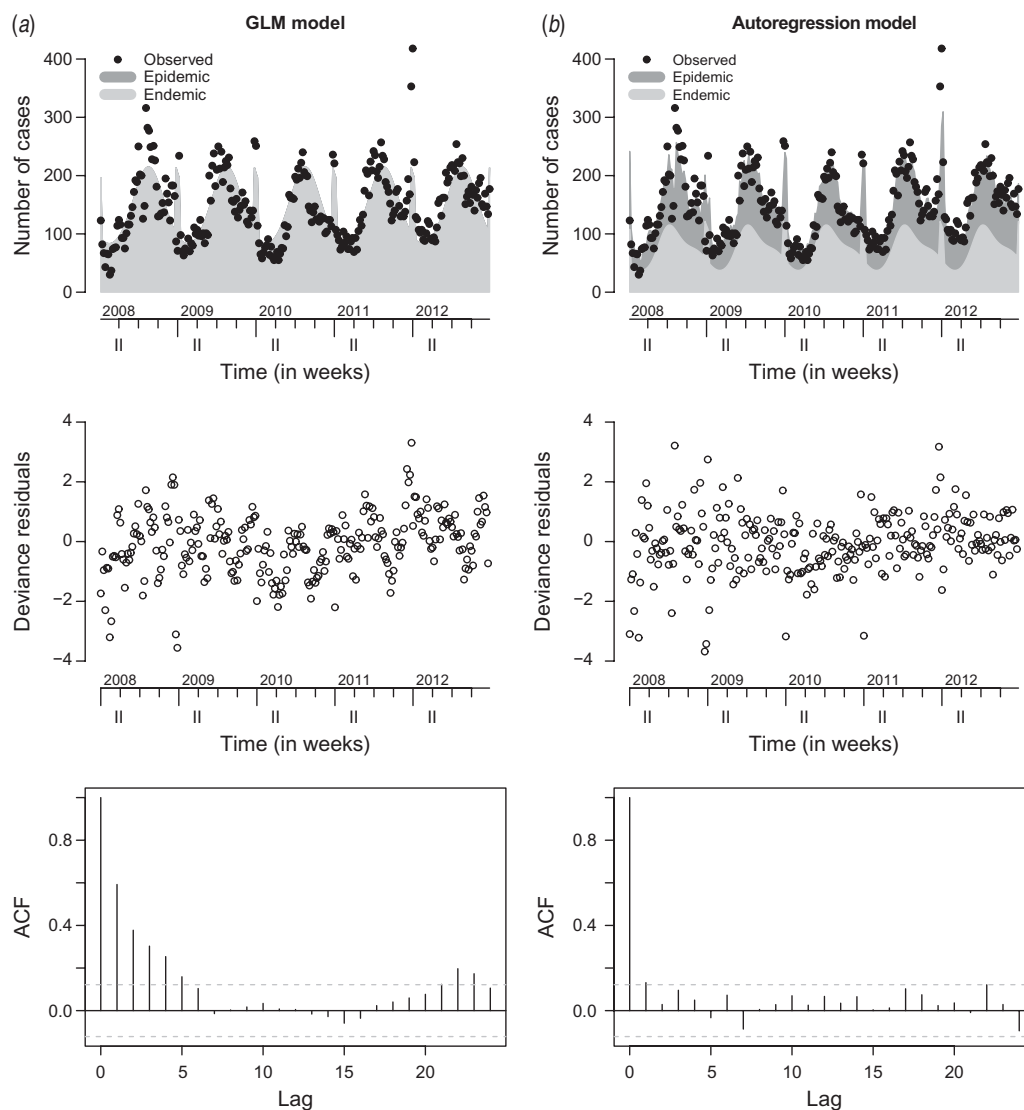 (a) GLM model
Number of cases
400
300
200
100
0
Observed
Epidemic
Endemic
2008 2009 2010 2011 2012
II II II II II
Time (in weeks)
(b) Autoregression model
Number of cases
400
300
200
100
0
Observed
Epidemic
Endemic
2008 2009 2010 2011 2012
II II II II II
Time (in weeks)
Deviance residuals
4
2
0
−2
−4
2008 2009 2010 2011 2012
II II II II II
Time (in weeks)
Deviance residuals
4
2
0
−2
−4
2008 2009 2010 2011 2012
II II II II II
Time (in weeks)
ACF
0.8
0.4
0.0
0 5 10 15 20
Lag
ACF
0.8
0.4
0.0
0 5 10 15 20
Lag